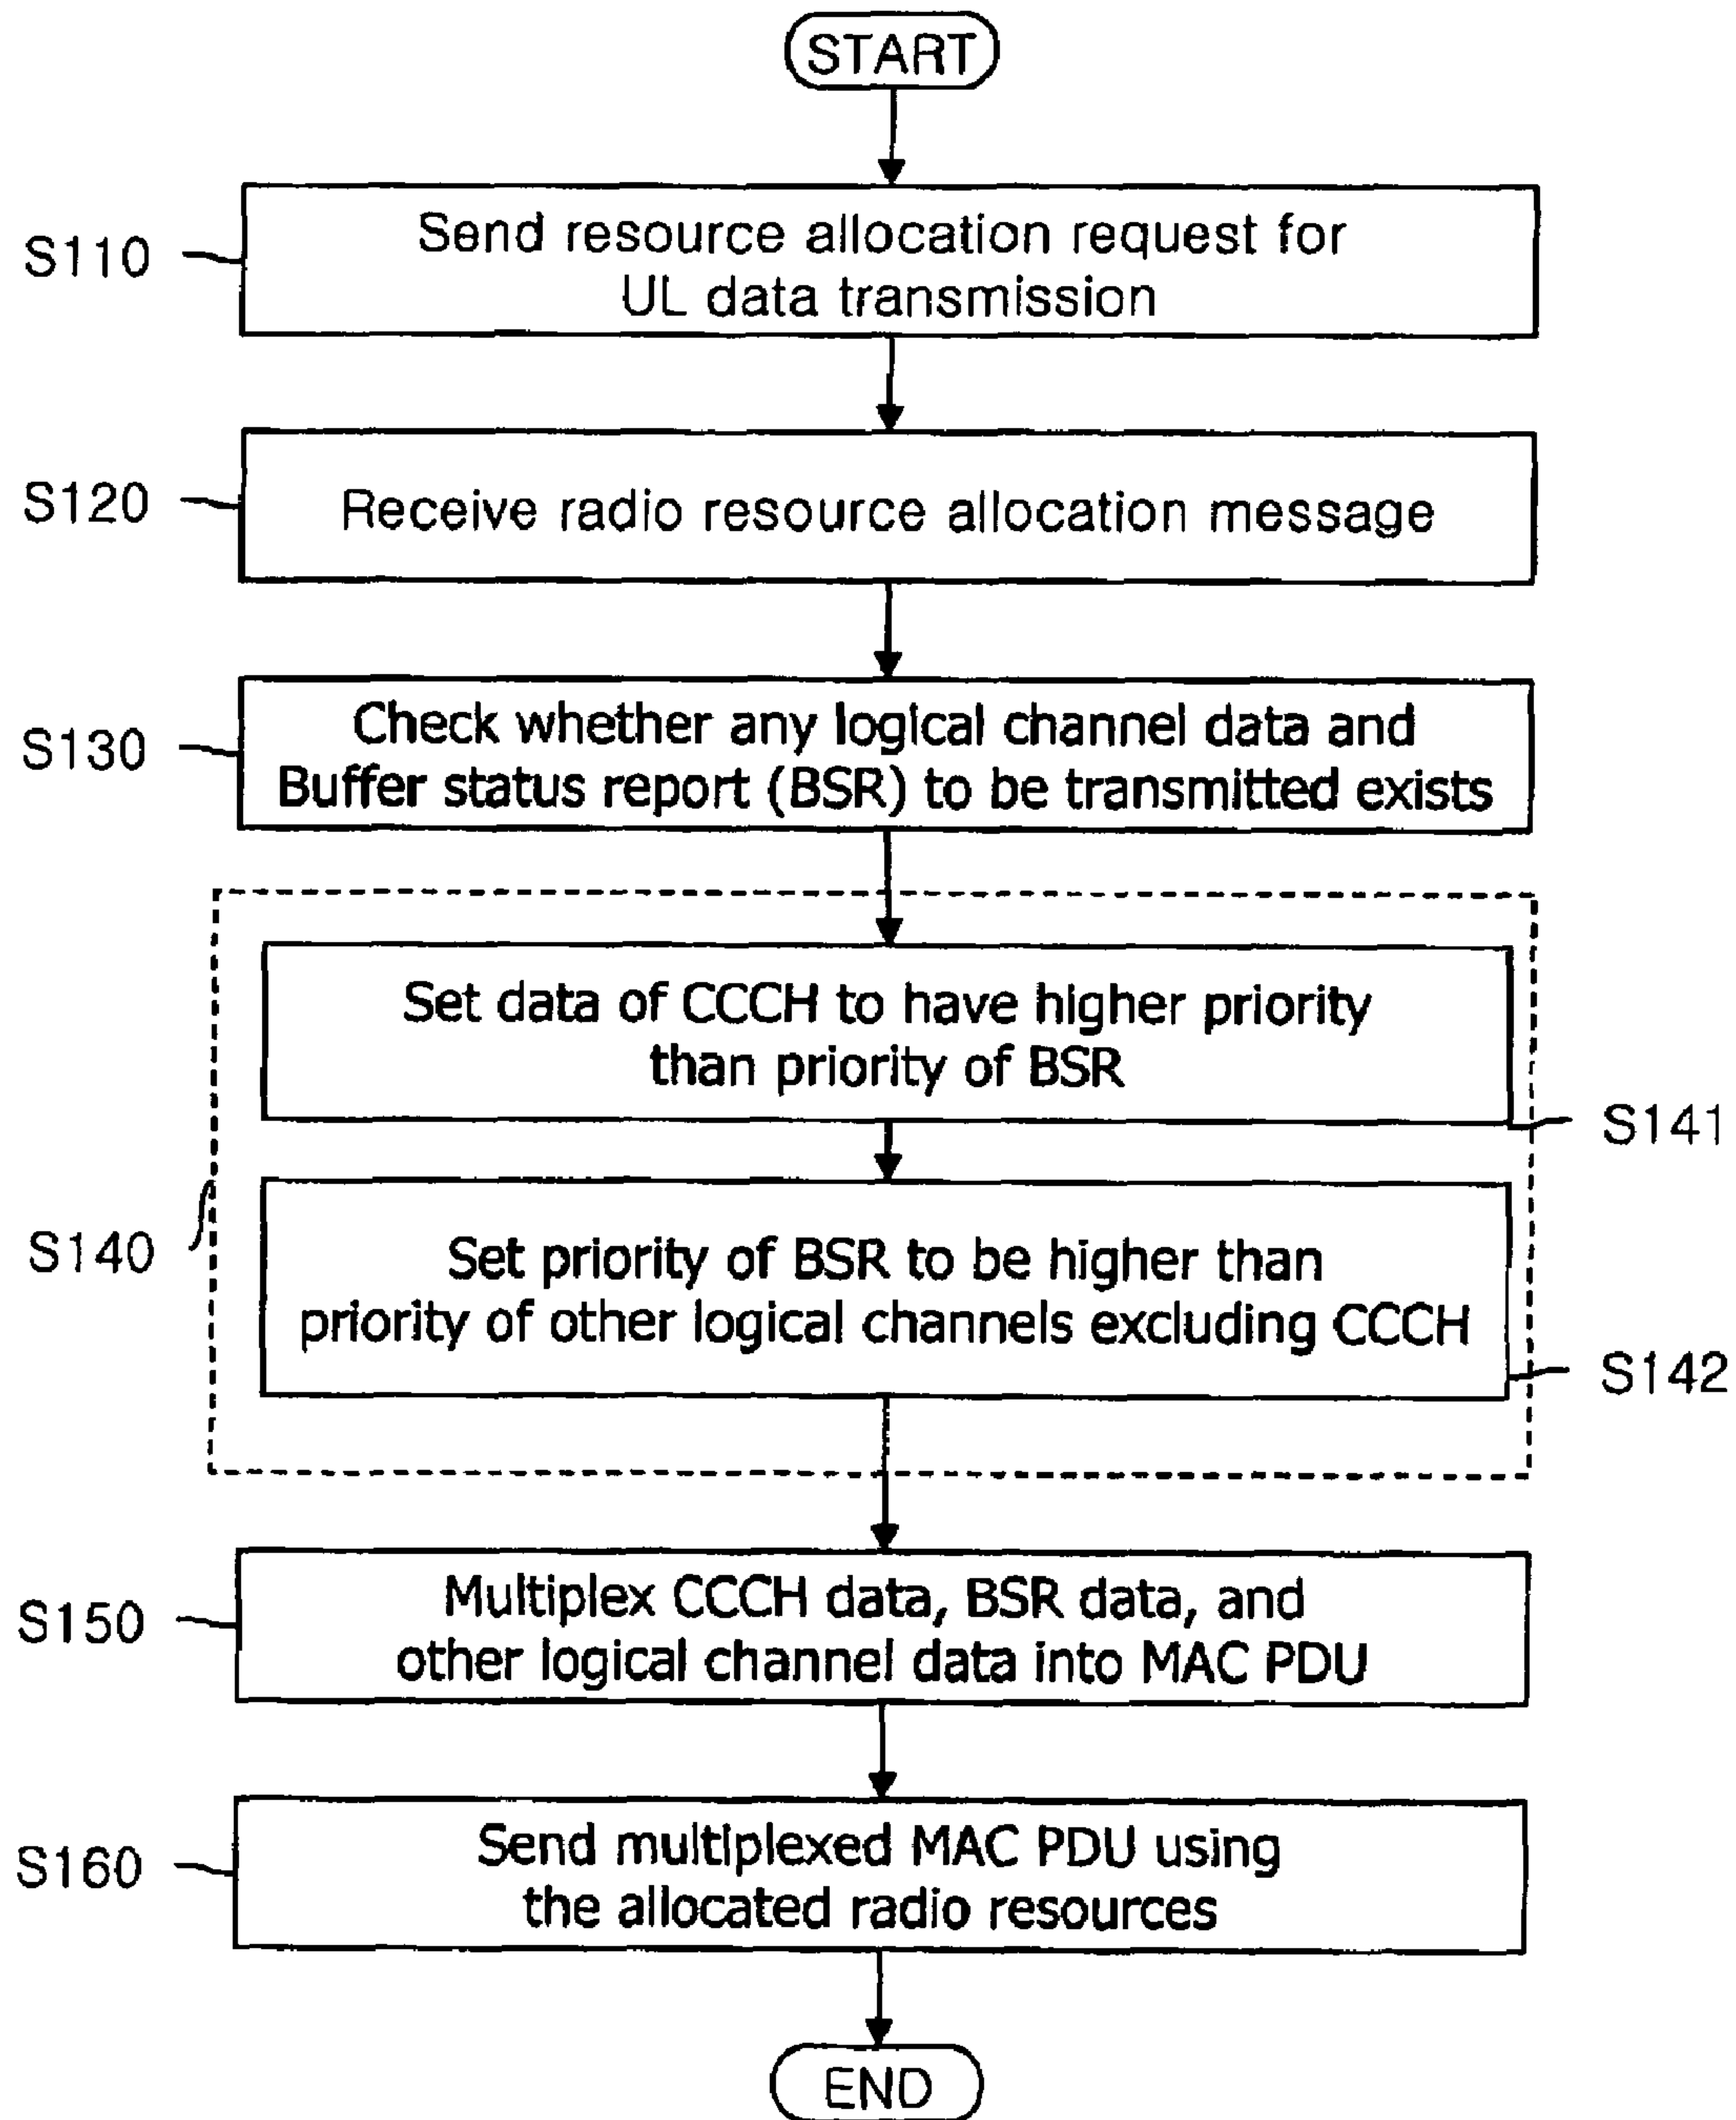 START
S110
Send resource allocation request for
UL data transmission
S120
Receive radio resource allocation message
S130
Check whether any logical channel data and
Buffer status report (BSR) to be transmitted exists
S140
Set data of CCCH to have higher priority
than priority of BSR
S141
Set priority of BSR to be higher than
priority of other logical channels excluding CCCH
S142
S150
Multiplex CCCH data, BSR data, and
other logical channel data into MAC PDU
S160
Send multiplexed MAC PDU using
the allocated radio resources
END